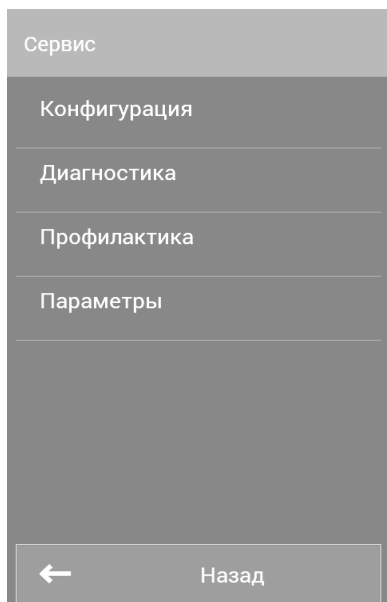 Сервис
Конфигурация
Диагностика
Профилактика
Параметры
Назад